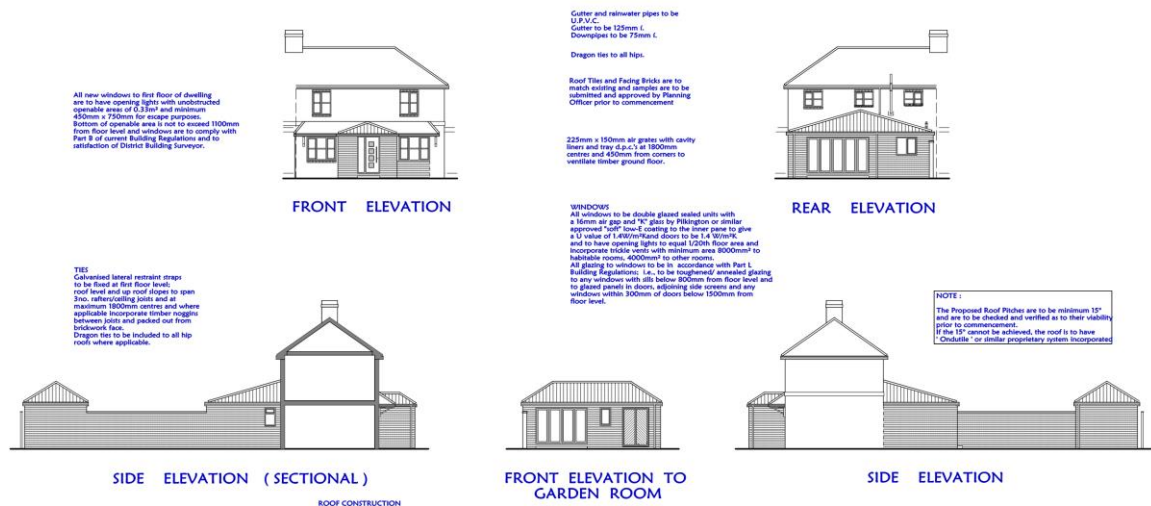 Gutter and rainwater pipes to be
U.P.V.C.
Gutter to be 125mm (.
Downpipes to be 75mm (.
Dragon ties to all hips.
Roof Tiles and Facing Bricks are to
match existing and samples are to be
submitted and approved by Planning
Officer prior to commencement
All new windows to first floor of dwelling
are to have opening lights with unobstructed
openable areas of 0.33m² and minimum
450mm x 750mm for escape purposes.
Bottom of openable area is not to exceed 1100mm
from floor level and windows are to comply with
Part B of current Building Regulations and to
satisfaction of District Building Surveyor.
225mm x 150mm air grates with cavity
liners and tray d.p.c.'s at 1800mm
centres and 450mm from corners to
ventilate timber ground floor.
FRONT ELEVATION
REAR ELEVATION
WINDOWS
All windows to be double glazed sealed units with
a 16mm air gap and "K" glass by Pilkington or similar
approved "soft" low-E coating to the inner pane to give
a U value of 1.4W/m²Kand doors to be 1.4 W/m²K
and to have opening lights to equal 1/20th floor area and
incorporate trickle vents with minimum area 8000mm² to
habitable rooms, 4000mm² to other rooms.
All glazing to windows to be in accordance with Part L
Building Regulations; i.e., to be toughened/ annealed glazing
to any windows with sills below 800mm from floor level and
to glazed panels in doors, adjoining side screens and any
windows within 300mm of doors below 1500mm from
floor level.
TIES
Galvanised lateral restraint straps
to be fixed at first floor level;
roof level and up roof slopes to span
3no. rafters/ceiling joists and at
maximum 1800mm centres and where
applicable incorporate timber noggins
between joists and packed out from
brickwork face.
Dragon ties to be included to all hip
roofs where applicable.
NOTE :
The Proposed Roof Pitches are to be minimum 15°
and are to be checked and verified as to their viability
prior to commencement.
If the 15° cannot be achieved, the roof is to have
' Ondutile ' or similar proprietary system incorporated
SIDE ELEVATION ( SECTIONAL )
FRONT ELEVATION TO
GARDEN ROOM
SIDE ELEVATION
ROOF CONSTRUCTION